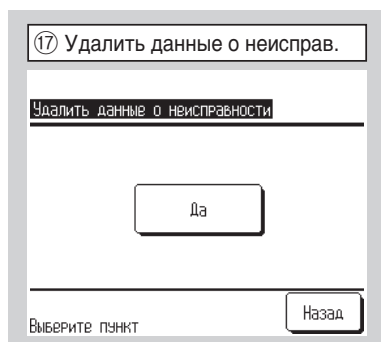 ⑰ Удалить данные о неисправ.
Удалить данные о неисправности
Да
Выберите пункт
Назад